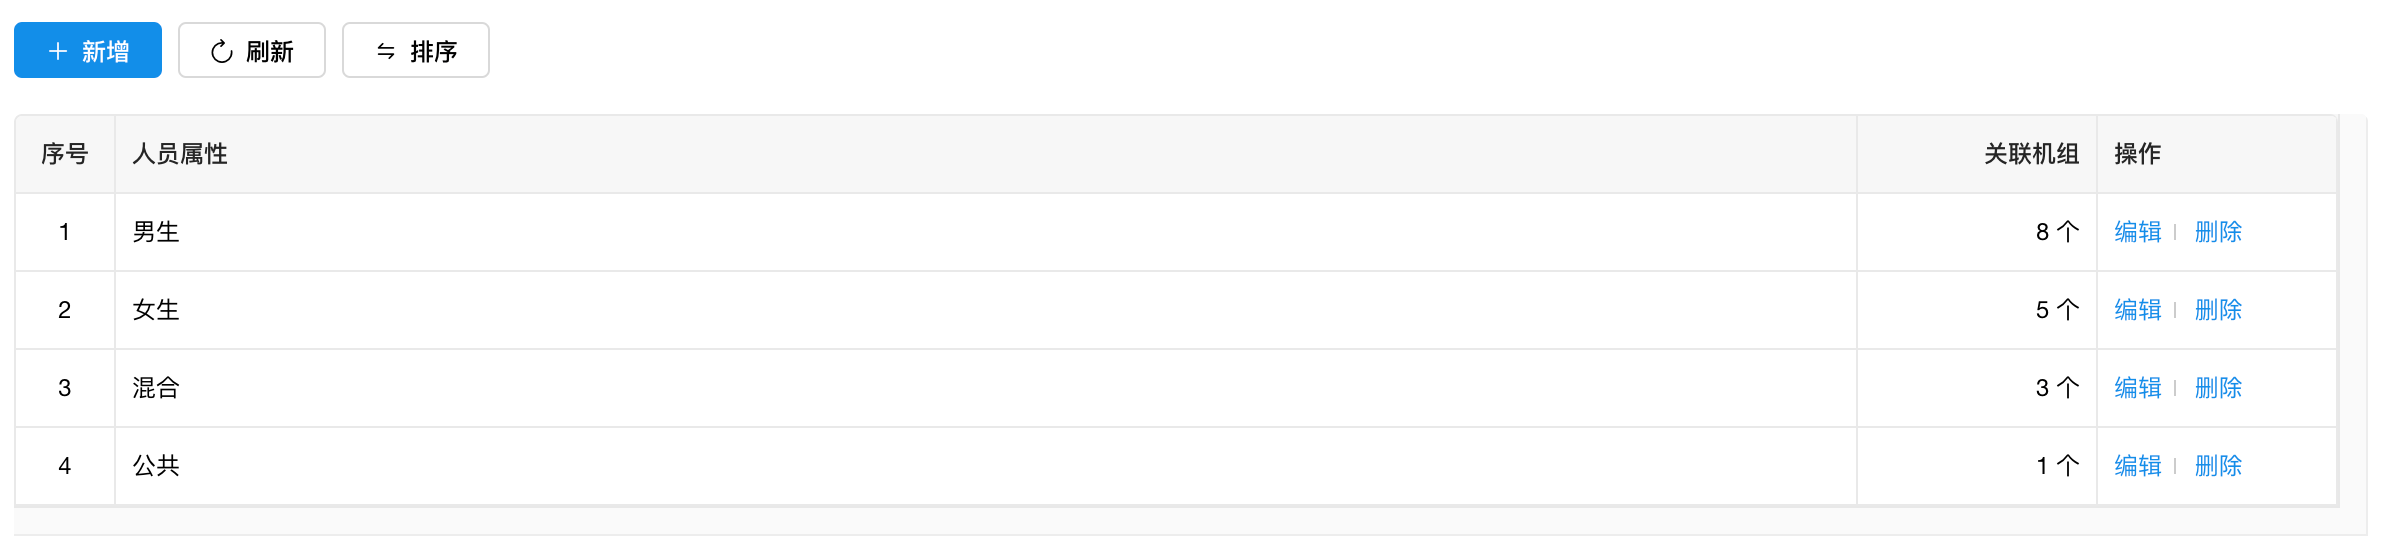 新增 刷新 排序
序号 人员属性 关联机组 操作
1 男生 8 个 编辑 删除
2 女生 5 个 编辑 删除
3 混合 3 个 编辑 删除
4 公共 1 个 编辑 删除